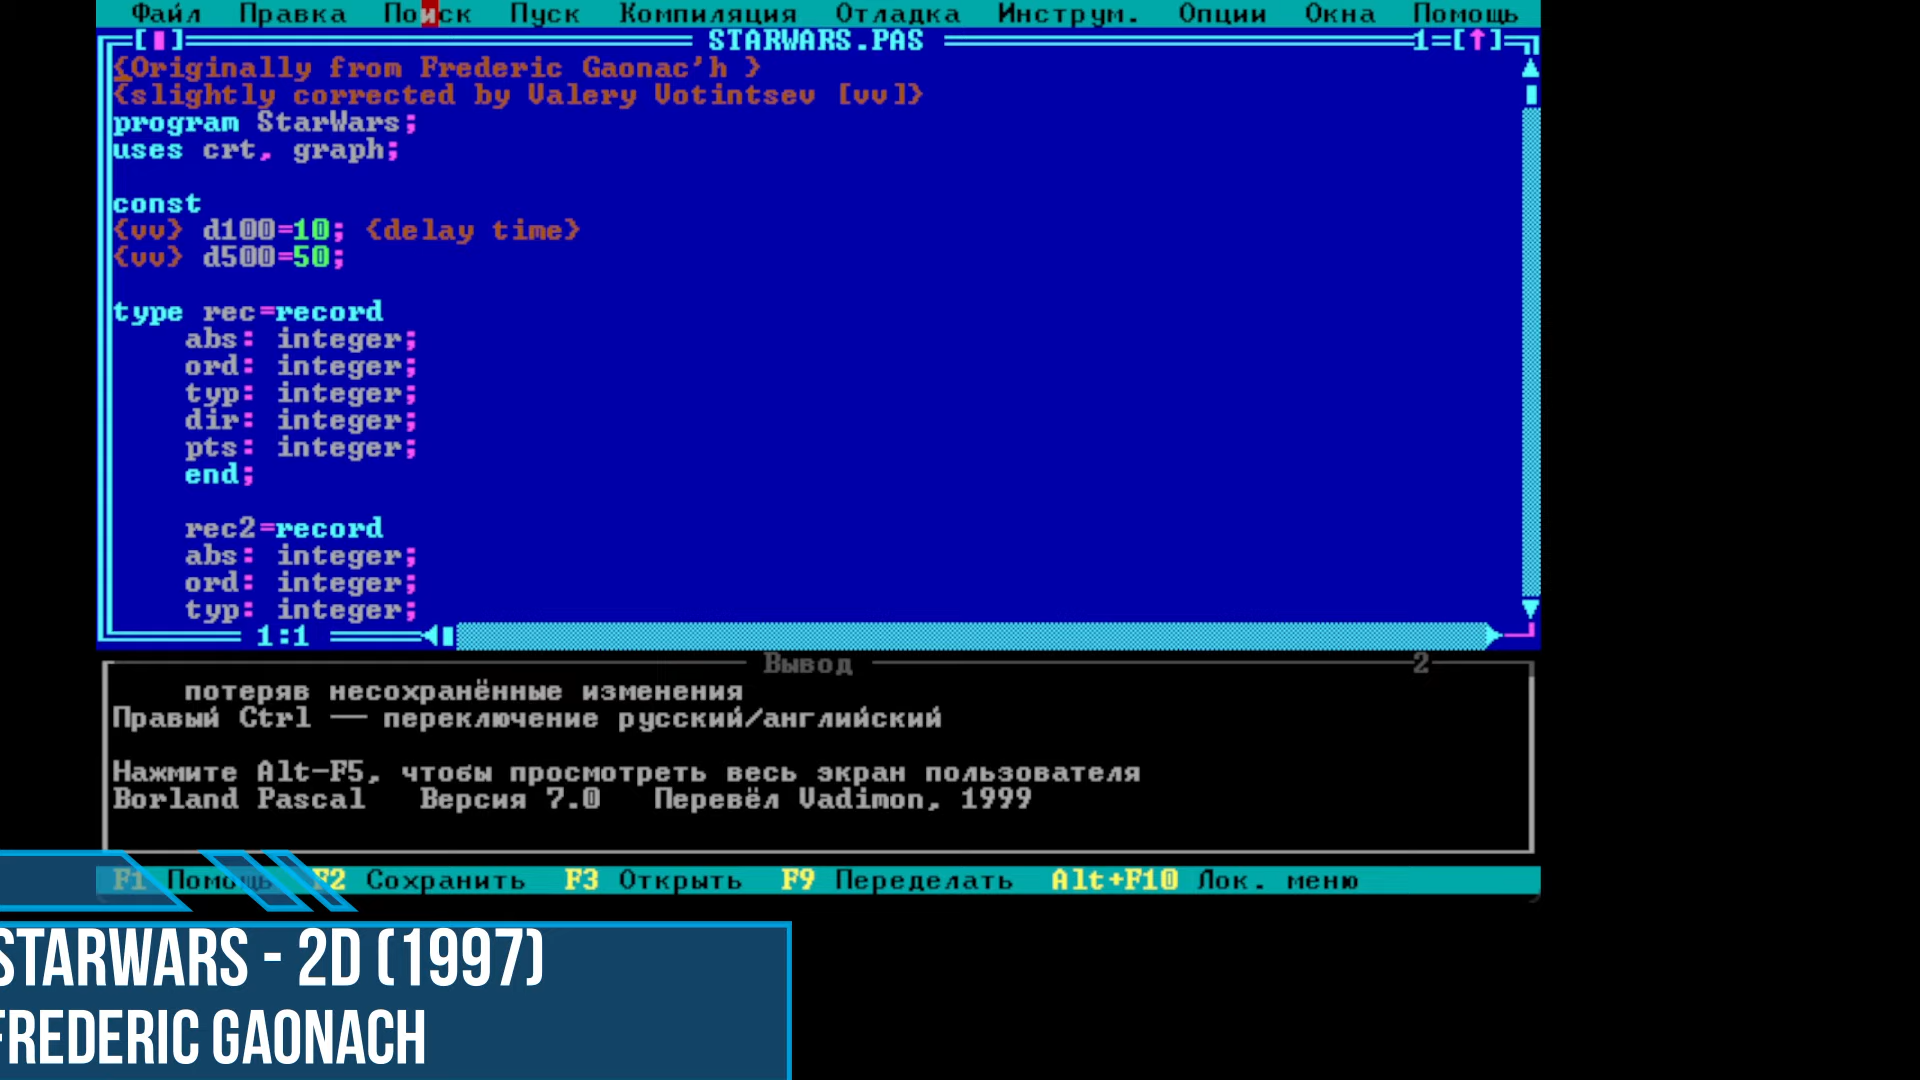 Файл Правка Поиск Пуск Компиляция Отладка Инструм. Опции Окна Помощь
[▮] STARWARS.PAS 1=[↑]
{Originally from Frederic Gaonac'h }
{slightly corrected by Valery Votintsev [vv]}
program StarWars;
uses crt, graph;
const
{vv} d100=10; {delay time}
{vv} d500=50;
type rec=record
abs: integer;
ord: integer;
typ: integer;
dir: integer;
pts: integer;
end;
rec2=record
abs: integer;
ord: integer;
typ: integer;
1:1
Вывод 2
потеряв несохранённые изменения
Правый Ctrl — переключение русский/английский
Нажмите Alt-F5, чтобы просмотреть весь экран пользователя
Borland Pascal Версия 7.0 Перевёл Vadimon, 1999
F1 Помощь F2 Сохранить F3 Открыть F9 Переделать Alt+F10 Лок. меню
STARWARS - 2D (1997)
FREDERIC GAONACH